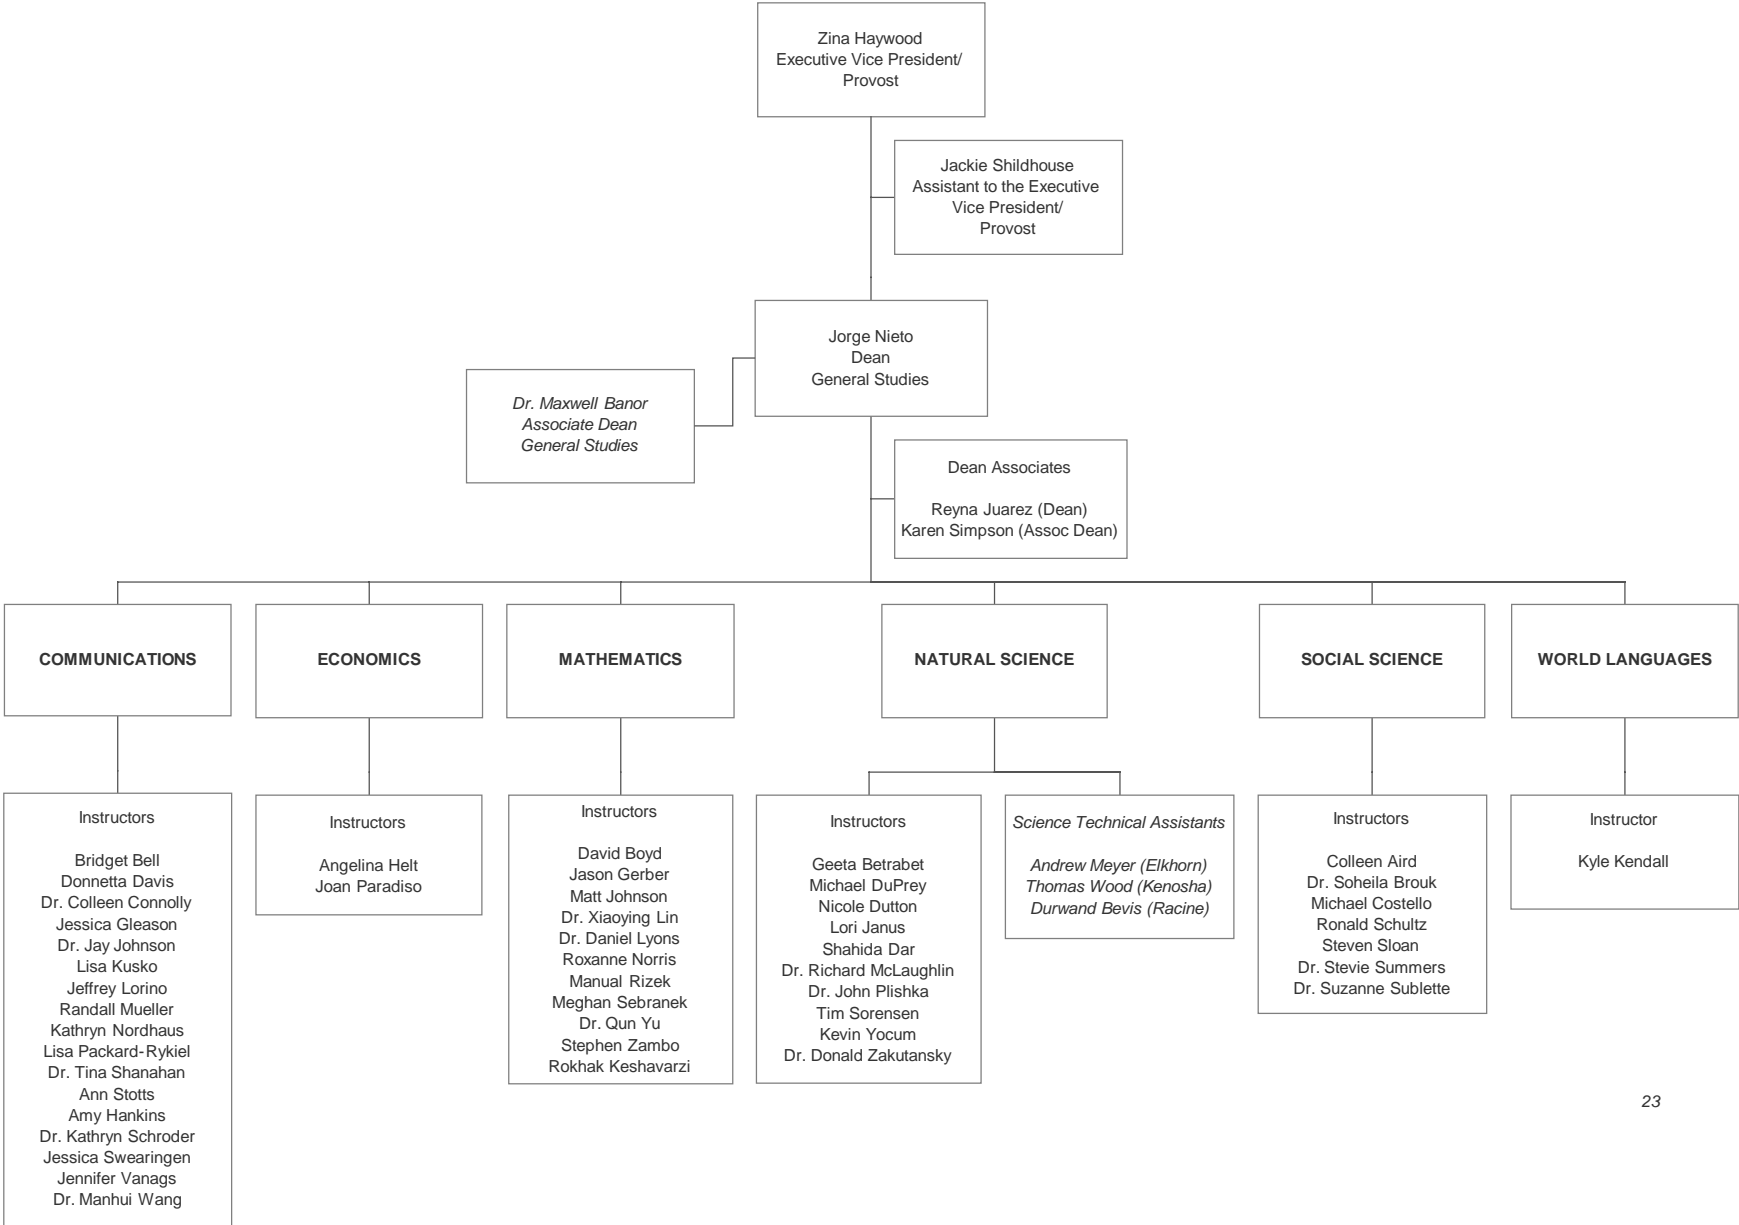 Zina Haywood
Executive Vice President/
Provost
Jackie Shildhouse
Assistant to the Executive
Vice President/
Provost
Jorge Nieto
Dean
General Studies
Dr. Maxwell Banor
Associate Dean
General Studies
Dean Associates
Reyna Juarez (Dean)
Karen Simpson (Assoc Dean)
COMMUNICATIONS
ECONOMICS
MATHEMATICS
NATURAL SCIENCE
SOCIAL SCIENCE
WORLD LANGUAGES
Instructors
Bridget Bell
Donnetta Davis
Dr. Colleen Connolly
Jessica Gleason
Dr. Jay Johnson
Lisa Kusko
Jeffrey Lorino
Randall Mueller
Kathryn Nordhaus
Lisa Packard-Rykiel
Dr. Tina Shanahan
Ann Stotts
Amy Hankins
Dr. Kathryn Schroder
Jessica Swearingen
Jennifer Vanags
Dr. Manhui Wang
Instructors
Angelina Helt
Joan Paradiso
Instructors
David Boyd
Jason Gerber
Matt Johnson
Dr. Xiaoying Lin
Dr. Daniel Lyons
Roxanne Norris
Manual Rizek
Meghan Sebranek
Dr. Qun Yu
Stephen Zambo
Rokhak Keshavarzi
Instructors
Geeta Betrabet
Michael DuPrey
Nicole Dutton
Lori Janus
Shahida Dar
Dr. Richard McLaughlin
Dr. John Plishka
Tim Sorensen
Kevin Yocum
Dr. Donald Zakutansky
Science Technical Assistants
Andrew Meyer (Elkhorn)
Thomas Wood (Kenosha)
Durwand Bevis (Racine)
Instructors
Colleen Aird
Dr. Soheila Brouk
Michael Costello
Ronald Schultz
Steven Sloan
Dr. Stevie Summers
Dr. Suzanne Sublette
Instructor
Kyle Kendall
23